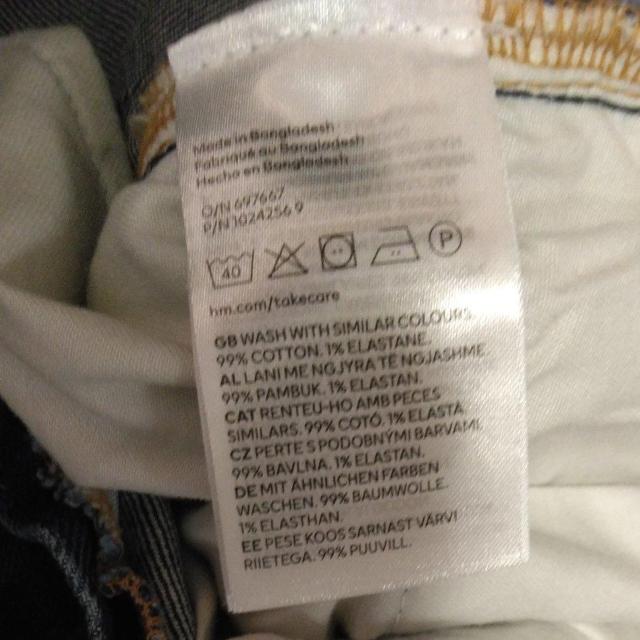 Made in Bangladesh
Fabriqué au Bangladesh
Hecho en Bangladesh
O/N 697667
P/N 1024256 9
40
P
hm.com/takecare
GB WASH WITH SIMILAR COLOURS.
99% COTTON. 1% ELASTANE.
AL LANI ME NGJYRA TË NGJASHME.
99% PAMBUK. 1% ELASTAN.
CAT RENTEU-HO AMB PECES
SIMILARS. 99% COTÓ. 1% ELASTÀ.
CZ PERTE S PODOBNÝMI BARVAMI.
99% BAVLNA. 1% ELASTAN.
DE MIT ÄHNLICHEN FARBEN
WASCHEN. 99% BAUMWOLLE.
1% ELASTHAN.
EE PESE KOOS SARNAST VÄRVI
RIIETEGA. 99% PUUVILL.